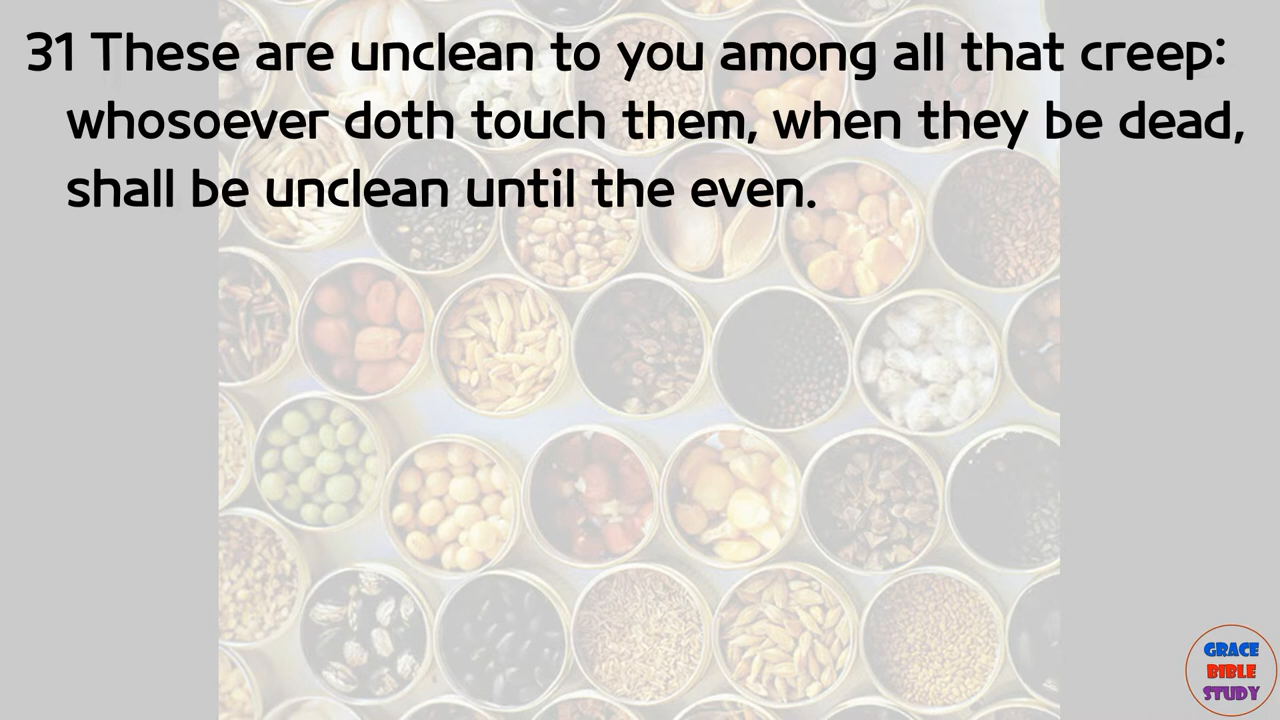 31 These are unclean to you among all that creep:
whosoever doth touch them, when they be dead,
shall be unclean until the even.
GRACE
BIBLE
STUDY